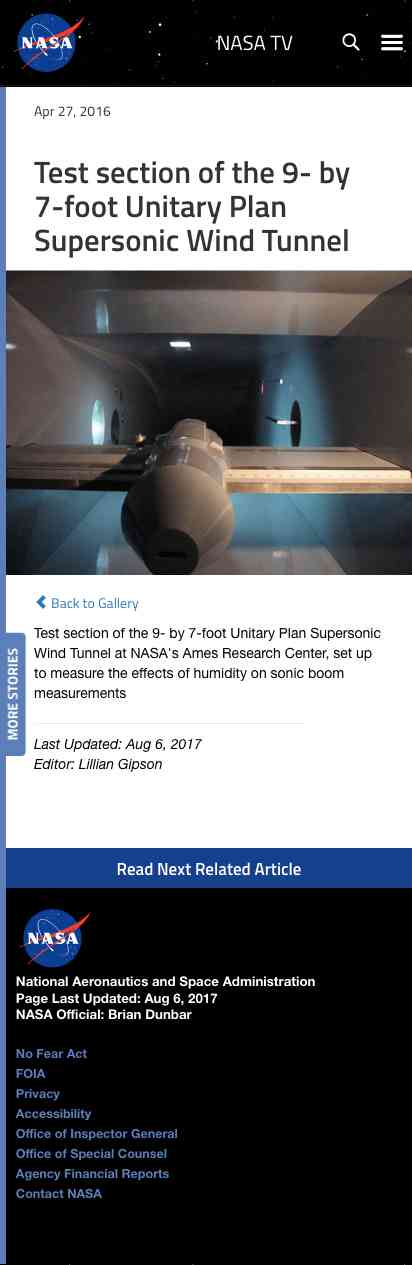 NASA
NASA TV
Apr 27, 2016
Test section of the 9- by
7-foot Unitary Plan
Supersonic Wind Tunnel
Back to Gallery
Test section of the 9- by 7-foot Unitary Plan Supersonic
Wind Tunnel at NASA's Ames Research Center, set up
to measure the effects of humidity on sonic boom
measurements
MORE STORIES
Last Updated: Aug 6, 2017
Editor: Lillian Gipson
Read Next Related Article
NASA
National Aeronautics and Space Administration
Page Last Updated: Aug 6, 2017
NASA Official: Brian Dunbar
No Fear Act
FOIA
Privacy
Accessibility
Office of Inspector General
Office of Special Counsel
Agency Financial Reports
Contact NASA